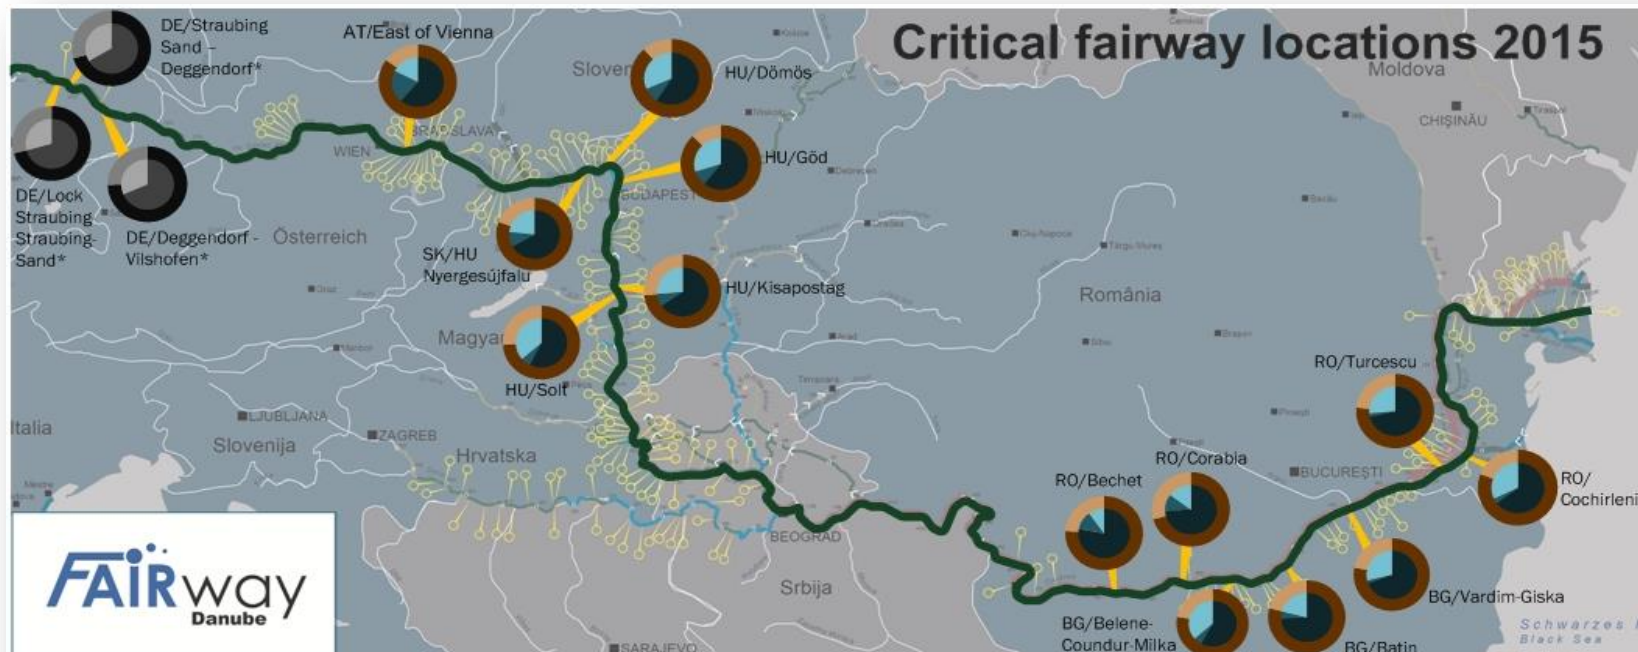 Critical fairway locations 2015
DE/Straubing
Sand –
Deggendorf*
AT/East of Vienna
HU/Dömös
Moldova
CHIŞINĂU
Sloven
BRATISLAVA
WIEN
HU/Göd
BUDAPEST
DE/Lock
Straubing
Straubing-
Sand*
DE/Deggendorf -
Vilshofen*
Österreich
SK/HU
Nyergesújfalu
HU/Kisapostag
România
Magyar
HU/Solt
RO/Turcescu
Italia
LJUBLJANA
Slovenija
ZAGREB
Hrvatska
RO/Corabia
RO/Bechet
BUCUREŞTI
RO/
Cochirleni
BEOGRAD
Srbija
BG/Vardim-Giska
BG/Belene-
Coundur-Milka
BG/Batin
Schwarzes
Black Sea
SARAJEVO
FAIRway
Danube